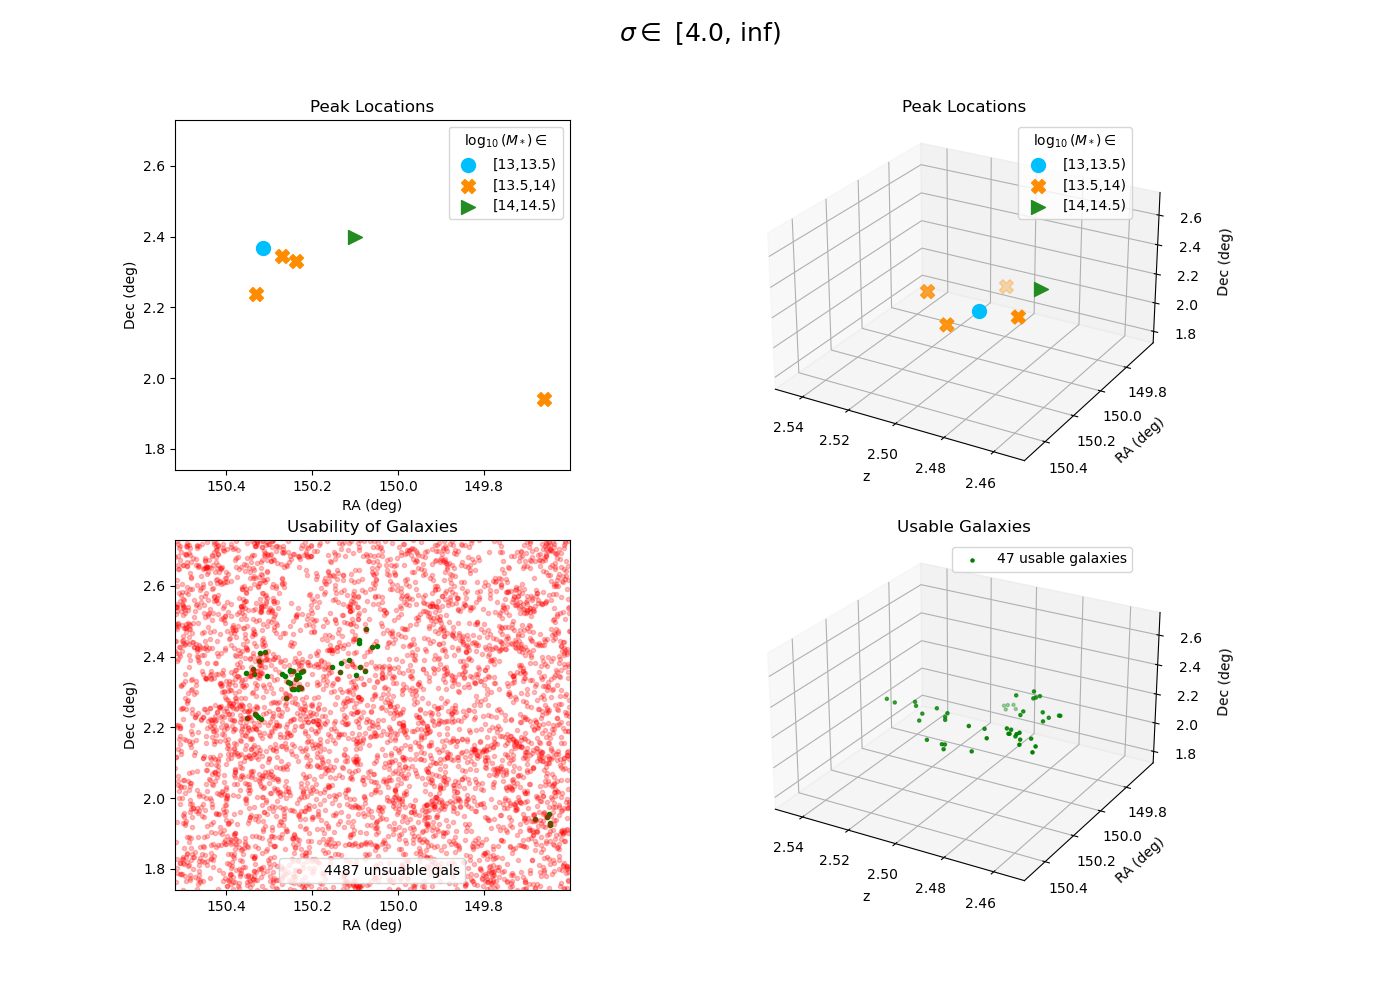 σ ∈ [4.0, inf)
Peak Locations
2.6
2.4
2.2
2.0
1.8
Dec (deg)
150.4 150.2 150.0 149.8
RA (deg)
log₁₀(M*) ∈
[13,13.5)
[13.5,14)
[14,14.5)
Peak Locations
log₁₀(M*) ∈
[13,13.5)
[13.5,14)
[14,14.5)
2.6
2.4
2.2
2.0
1.8
Dec (deg)
149.8
150.0
150.2
150.4
RA (deg)
2.54
2.52
2.50
2.48
2.46
z
Usability of Galaxies
2.6
2.4
2.2
2.0
1.8
Dec (deg)
4487 unsuable gals
150.4 150.2 150.0 149.8
RA (deg)
Usable Galaxies
47 usable galaxies
2.6
2.4
2.2
2.0
1.8
Dec (deg)
149.8
150.0
150.2
150.4
RA (deg)
2.54
2.52
2.50
2.48
2.46
z